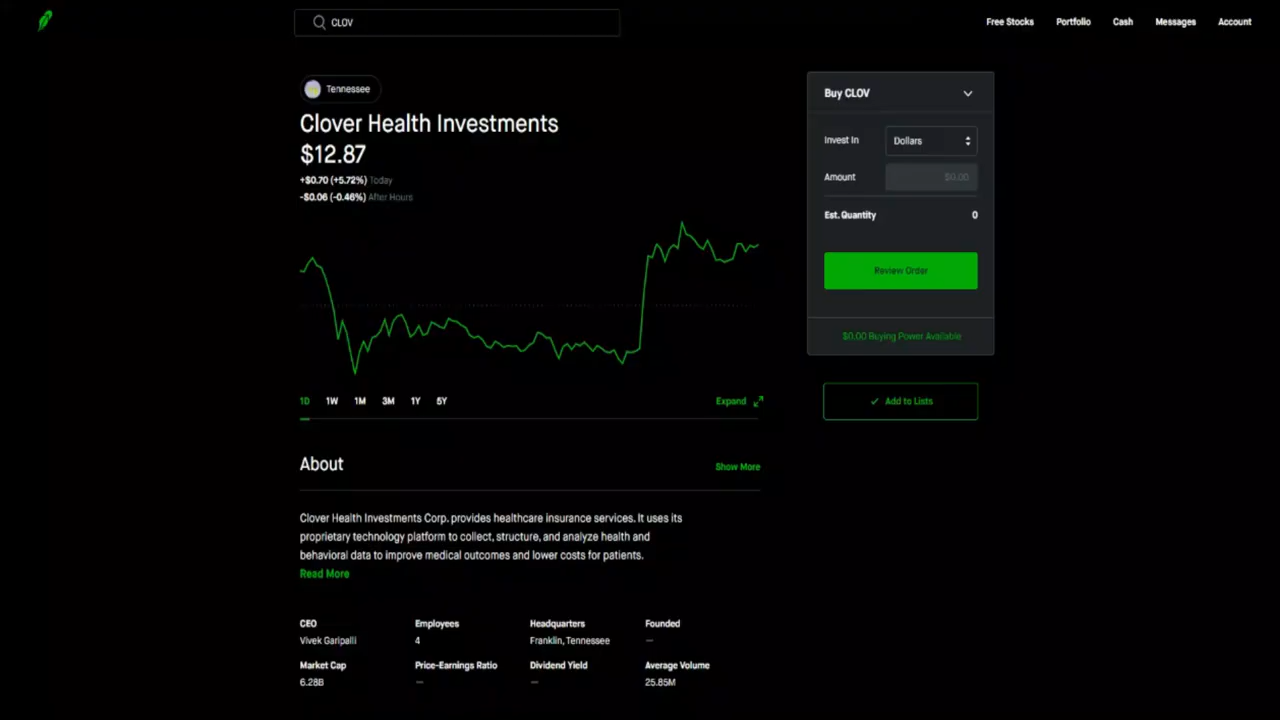 CLOV
Free Stocks
Portfolio
Cash
Messages
Account
Tennessee
Clover Health Investments
$12.87
+$0.70 (+5.72%) Today
-$0.06 (-0.46%) After Hours
1D 1W 1M 3M 1Y 5Y
Expand
About
Show More
Clover Health Investments Corp. provides healthcare insurance services. It uses its
proprietary technology platform to collect, structure, and analyze health and
behavioral data to improve medical outcomes and lower costs for patients.
Read More
CEO Employees Headquarters Founded
Vivek Garipalli 4 Franklin, Tennessee —
Market Cap Price-Earnings Ratio Dividend Yield Average Volume
6.28B — — 25.85M
Buy CLOV
Invest In Dollars
Amount $0.00
Est. Quantity 0
Review Order
$0.00 Buying Power Available
Add to Lists